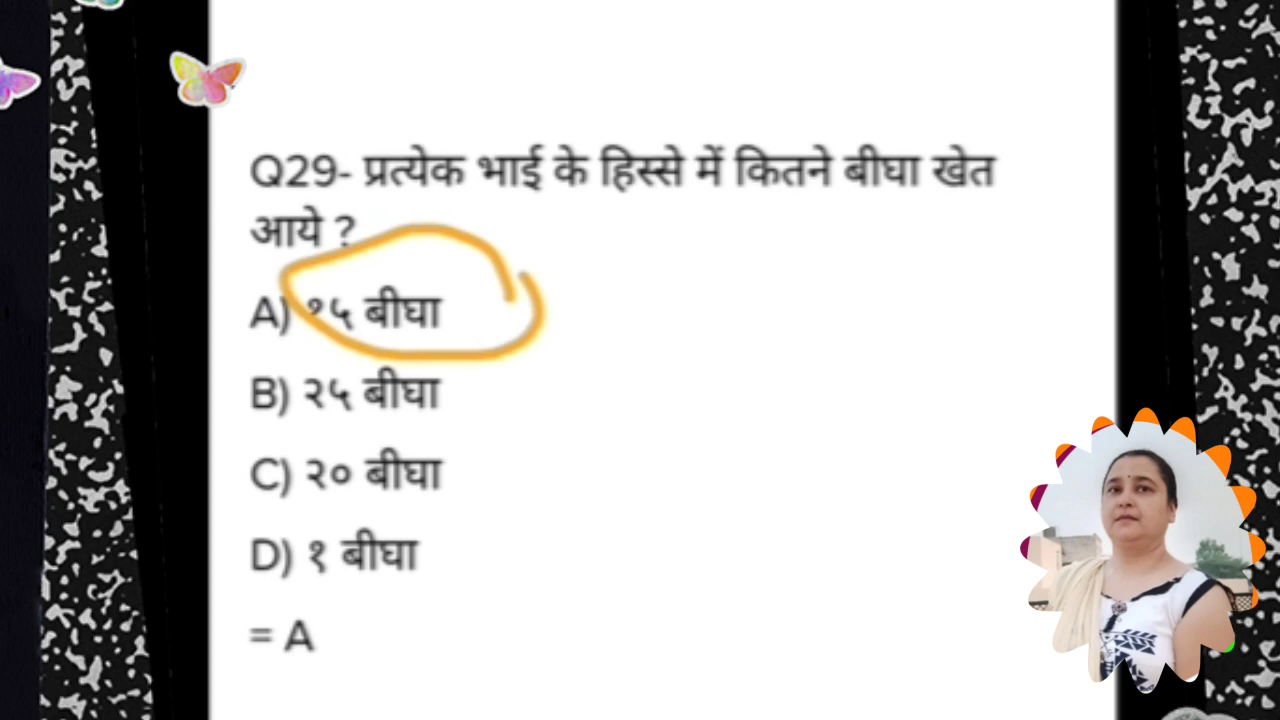 Q29- प्रत्येक भाई के हिस्से में कितने बीघा खेत
आये ?
A) १५ बीघा
B) २५ बीघा
C) २० बीघा
D) १ बीघा
= A